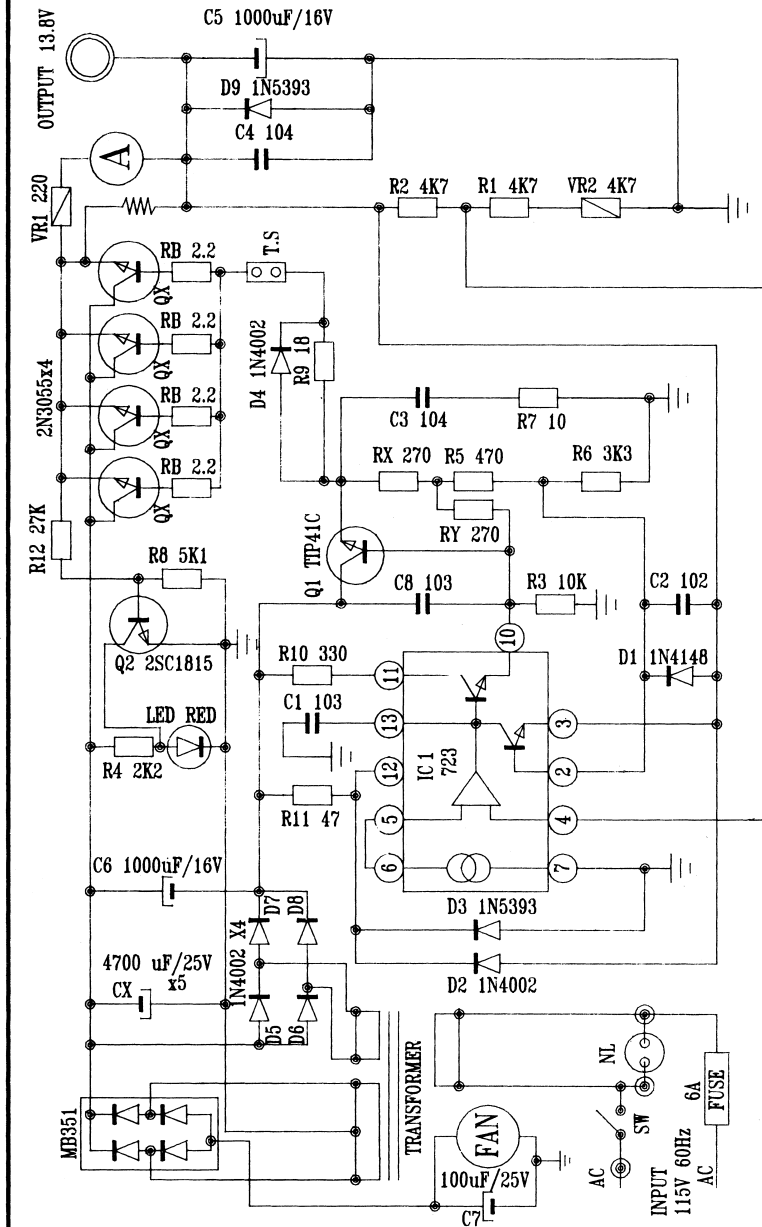 C5 1000uF/16V
OUTPUT 13.8V
D9 1N5393
C4 104
A
VR1 220
R2 4K7
R1 4K7
VR2 4K7
RB 2.2
QX
T.S
RB 2.2
QX
2N3055x4
RB 2.2
QX
RB 2.2
QX
D4 1N4002
R9 18
C3 104
R7 10
RX 270
R5 470
R6 3K3
RY 270
R12 27K
R8 5K1
Q1 TIP41C
C8 103
R3 10K
C2 102
Q2 2SC1815
R10 330
11
10
D1 1N4148
LED RED
C1 103
13
3
R4 2K2
12
IC1
723
2
R11 47
5
4
6
7
C6 1000uF/16V
D7
D8
D3 1N5393
4700 uF/25V
x5
CX
1N4002 X4
D2 1N4002
D5
D6
TRANSFORMER
MB351
FAN
100uF/25V
C7
NL
SW
6A
FUSE
AC
INPUT
115V 60Hz
AC